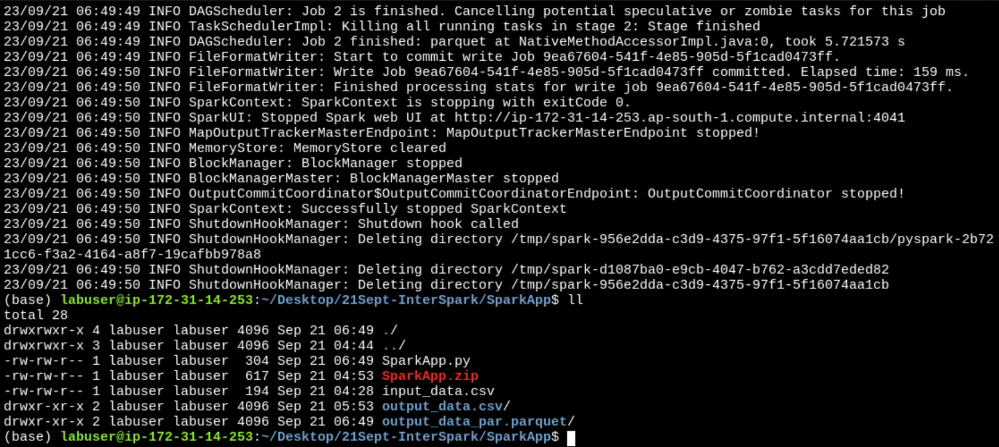 23/09/21 06:49:49 INFO DAGScheduler: Job 2 is finished. Cancelling potential speculative or zombie tasks for this job
23/09/21 06:49:49 INFO TaskSchedulerImpl: Killing all running tasks in stage 2: Stage finished
23/09/21 06:49:49 INFO DAGScheduler: Job 2 finished: parquet at NativeMethodAccessorImpl.java:0, took 5.721573 s
23/09/21 06:49:49 INFO FileFormatWriter: Start to commit write Job 9ea67604-541f-4e85-905d-5f1cad0473ff.
23/09/21 06:49:50 INFO FileFormatWriter: Write Job 9ea67604-541f-4e85-905d-5f1cad0473ff committed. Elapsed time: 159 ms.
23/09/21 06:49:50 INFO FileFormatWriter: Finished processing stats for write job 9ea67604-541f-4e85-905d-5f1cad0473ff.
23/09/21 06:49:50 INFO SparkContext: SparkContext is stopping with exitCode 0.
23/09/21 06:49:50 INFO SparkUI: Stopped Spark web UI at http://ip-172-31-14-253.ap-south-1.compute.internal:4041
23/09/21 06:49:50 INFO MapOutputTrackerMasterEndpoint: MapOutputTrackerMasterEndpoint stopped!
23/09/21 06:49:50 INFO MemoryStore: MemoryStore cleared
23/09/21 06:49:50 INFO BlockManager: BlockManager stopped
23/09/21 06:49:50 INFO BlockManagerMaster: BlockManagerMaster stopped
23/09/21 06:49:50 INFO OutputCommitCoordinator$OutputCommitCoordinatorEndpoint: OutputCommitCoordinator stopped!
23/09/21 06:49:50 INFO SparkContext: Successfully stopped SparkContext
23/09/21 06:49:50 INFO ShutdownHookManager: Shutdown hook called
23/09/21 06:49:50 INFO ShutdownHookManager: Deleting directory /tmp/spark-956e2dda-c3d9-4375-97f1-5f16074aa1cb/pyspark-2b72
1cc6-f3a2-4164-a8f7-19cafbb978a8
23/09/21 06:49:50 INFO ShutdownHookManager: Deleting directory /tmp/spark-d1087ba0-e9cb-4047-b762-a3cdd7eded82
23/09/21 06:49:50 INFO ShutdownHookManager: Deleting directory /tmp/spark-956e2dda-c3d9-4375-97f1-5f16074aa1cb
(base) labuser@ip-172-31-14-253:~/Desktop/21Sept-InterSpark/SparkApp$ ll
total 28
drwxrwxr-x 4 labuser labuser 4096 Sep 21 06:49 ./
drwxrwxr-x 3 labuser labuser 4096 Sep 21 04:44 ../
-rw-rw-r-- 1 labuser labuser  304 Sep 21 06:49 SparkApp.py
-rw-rw-r-- 1 labuser labuser  617 Sep 21 04:53 SparkApp.zip
-rw-rw-r-- 1 labuser labuser  194 Sep 21 04:28 input_data.csv
drwxr-xr-x 2 labuser labuser 4096 Sep 21 05:53 output_data.csv/
drwxr-xr-x 2 labuser labuser 4096 Sep 21 06:49 output_data_par.parquet/
(base) labuser@ip-172-31-14-253:~/Desktop/21Sept-InterSpark/SparkApp$